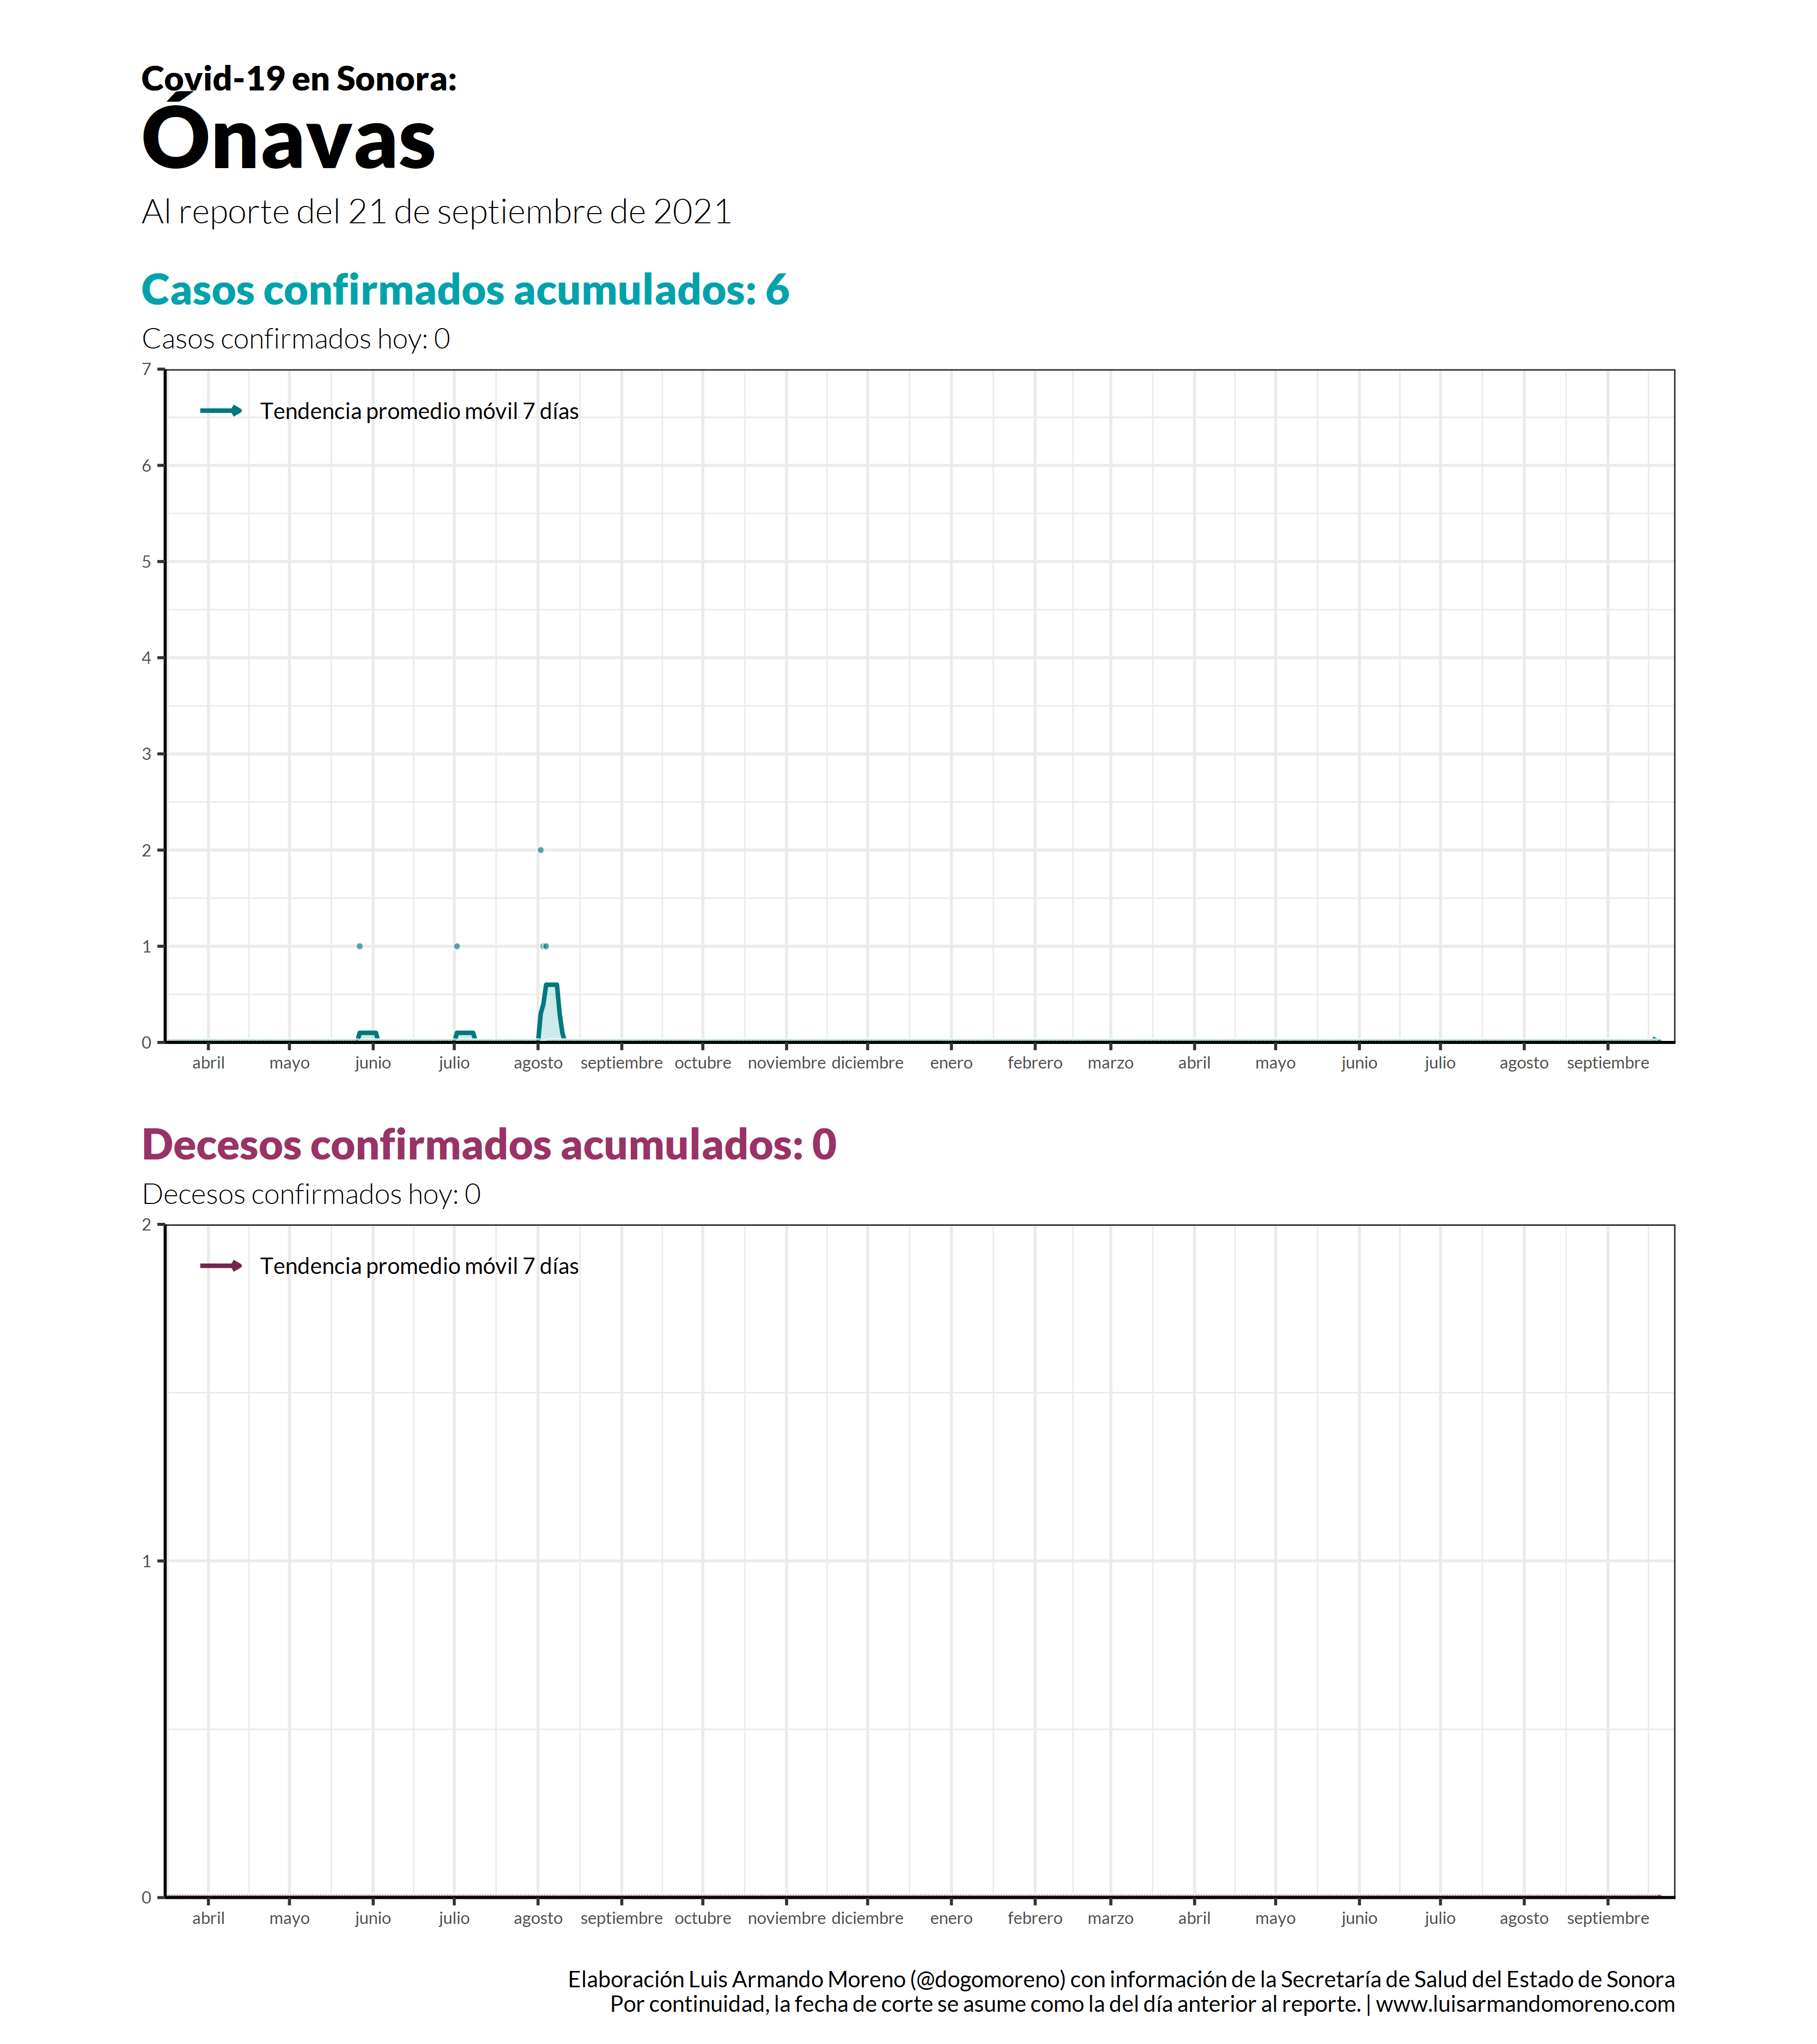 Covid-19 en Sonora:
Ónavas
Al reporte del 21 de septiembre de 2021
Casos confirmados acumulados: 6
Casos confirmados hoy: 0
7
Tendencia promedio móvil 7 días
6
5
4
3
2
1
0
abril mayo junio julio agosto septiembre octubre noviembre diciembre enero febrero marzo abril mayo junio julio agosto septiembre
Decesos confirmados acumulados: 0
Decesos confirmados hoy: 0
2
Tendencia promedio móvil 7 días
1
0
abril mayo junio julio agosto septiembre octubre noviembre diciembre enero febrero marzo abril mayo junio julio agosto septiembre
Elaboración Luis Armando Moreno (@dogomoreno) con información de la Secretaría de Salud del Estado de Sonora
Por continuidad, la fecha de corte se asume como la del día anterior al reporte. | www.luisarmandomoreno.com